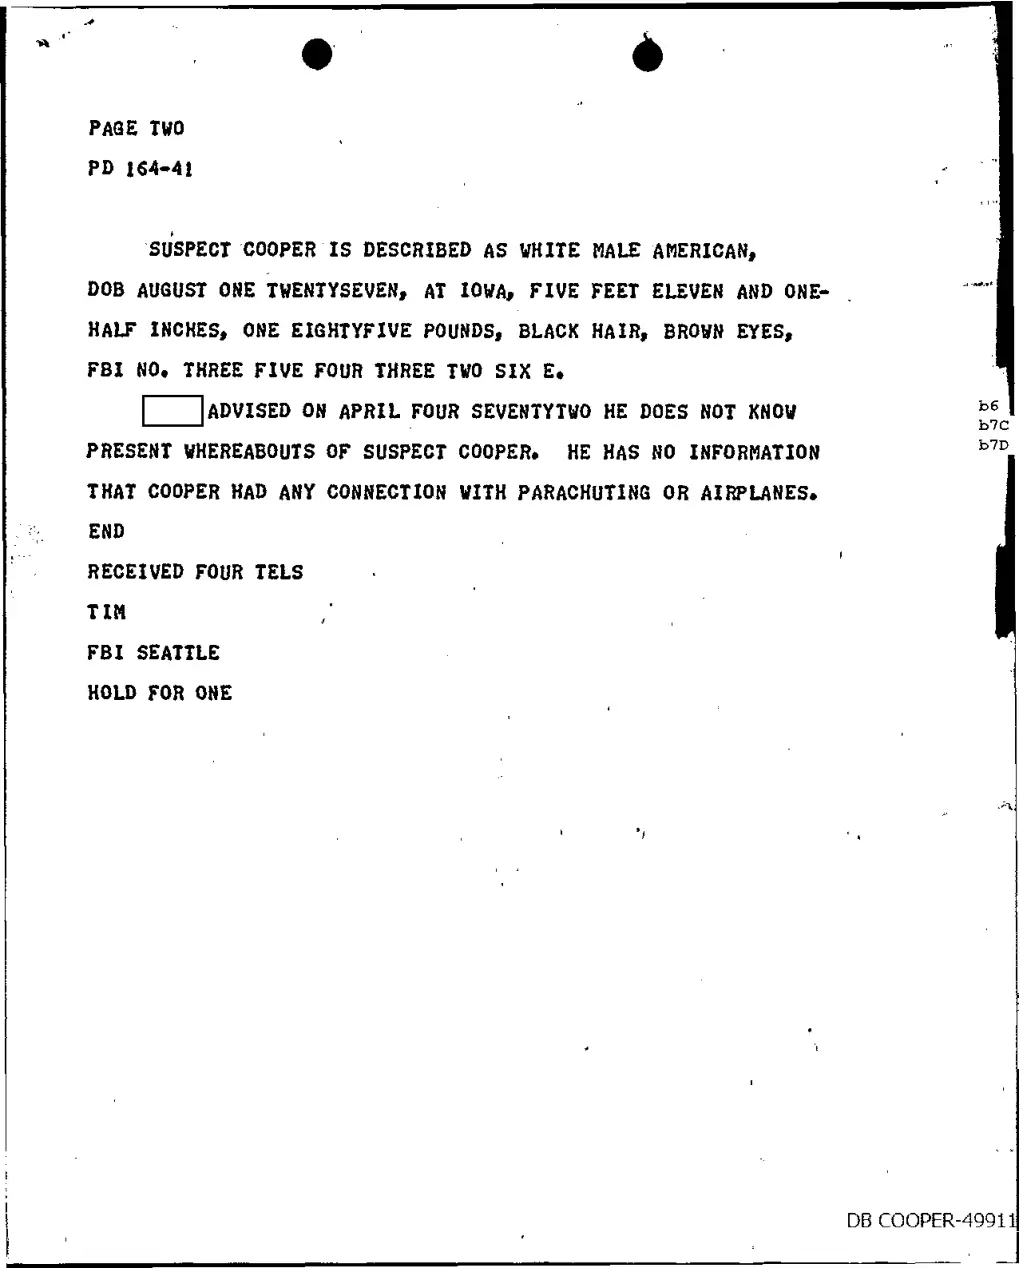 PAGE TWO
PD 164-41
SUSPECT COOPER IS DESCRIBED AS WHITE MALE AMERICAN,
DOB AUGUST ONE TWENTYSEVEN, AT IOWA, FIVE FEET ELEVEN AND ONE-
HALF INCHES, ONE EIGHTYFIVE POUNDS, BLACK HAIR, BROWN EYES,
FBI NO. THREE FIVE FOUR THREE TWO SIX E.
ADVISED ON APRIL FOUR SEVENTYTWO HE DOES NOT KNOW
b6
b7C
PRESENT WHEREABOUTS OF SUSPECT COOPER. HE HAS NO INFORMATION
b7D
THAT COOPER HAD ANY CONNECTION WITH PARACHUTING OR AIRPLANES.
END
RECEIVED FOUR TELS
TIM
FBI SEATTLE
HOLD FOR ONE
DB COOPER-49911